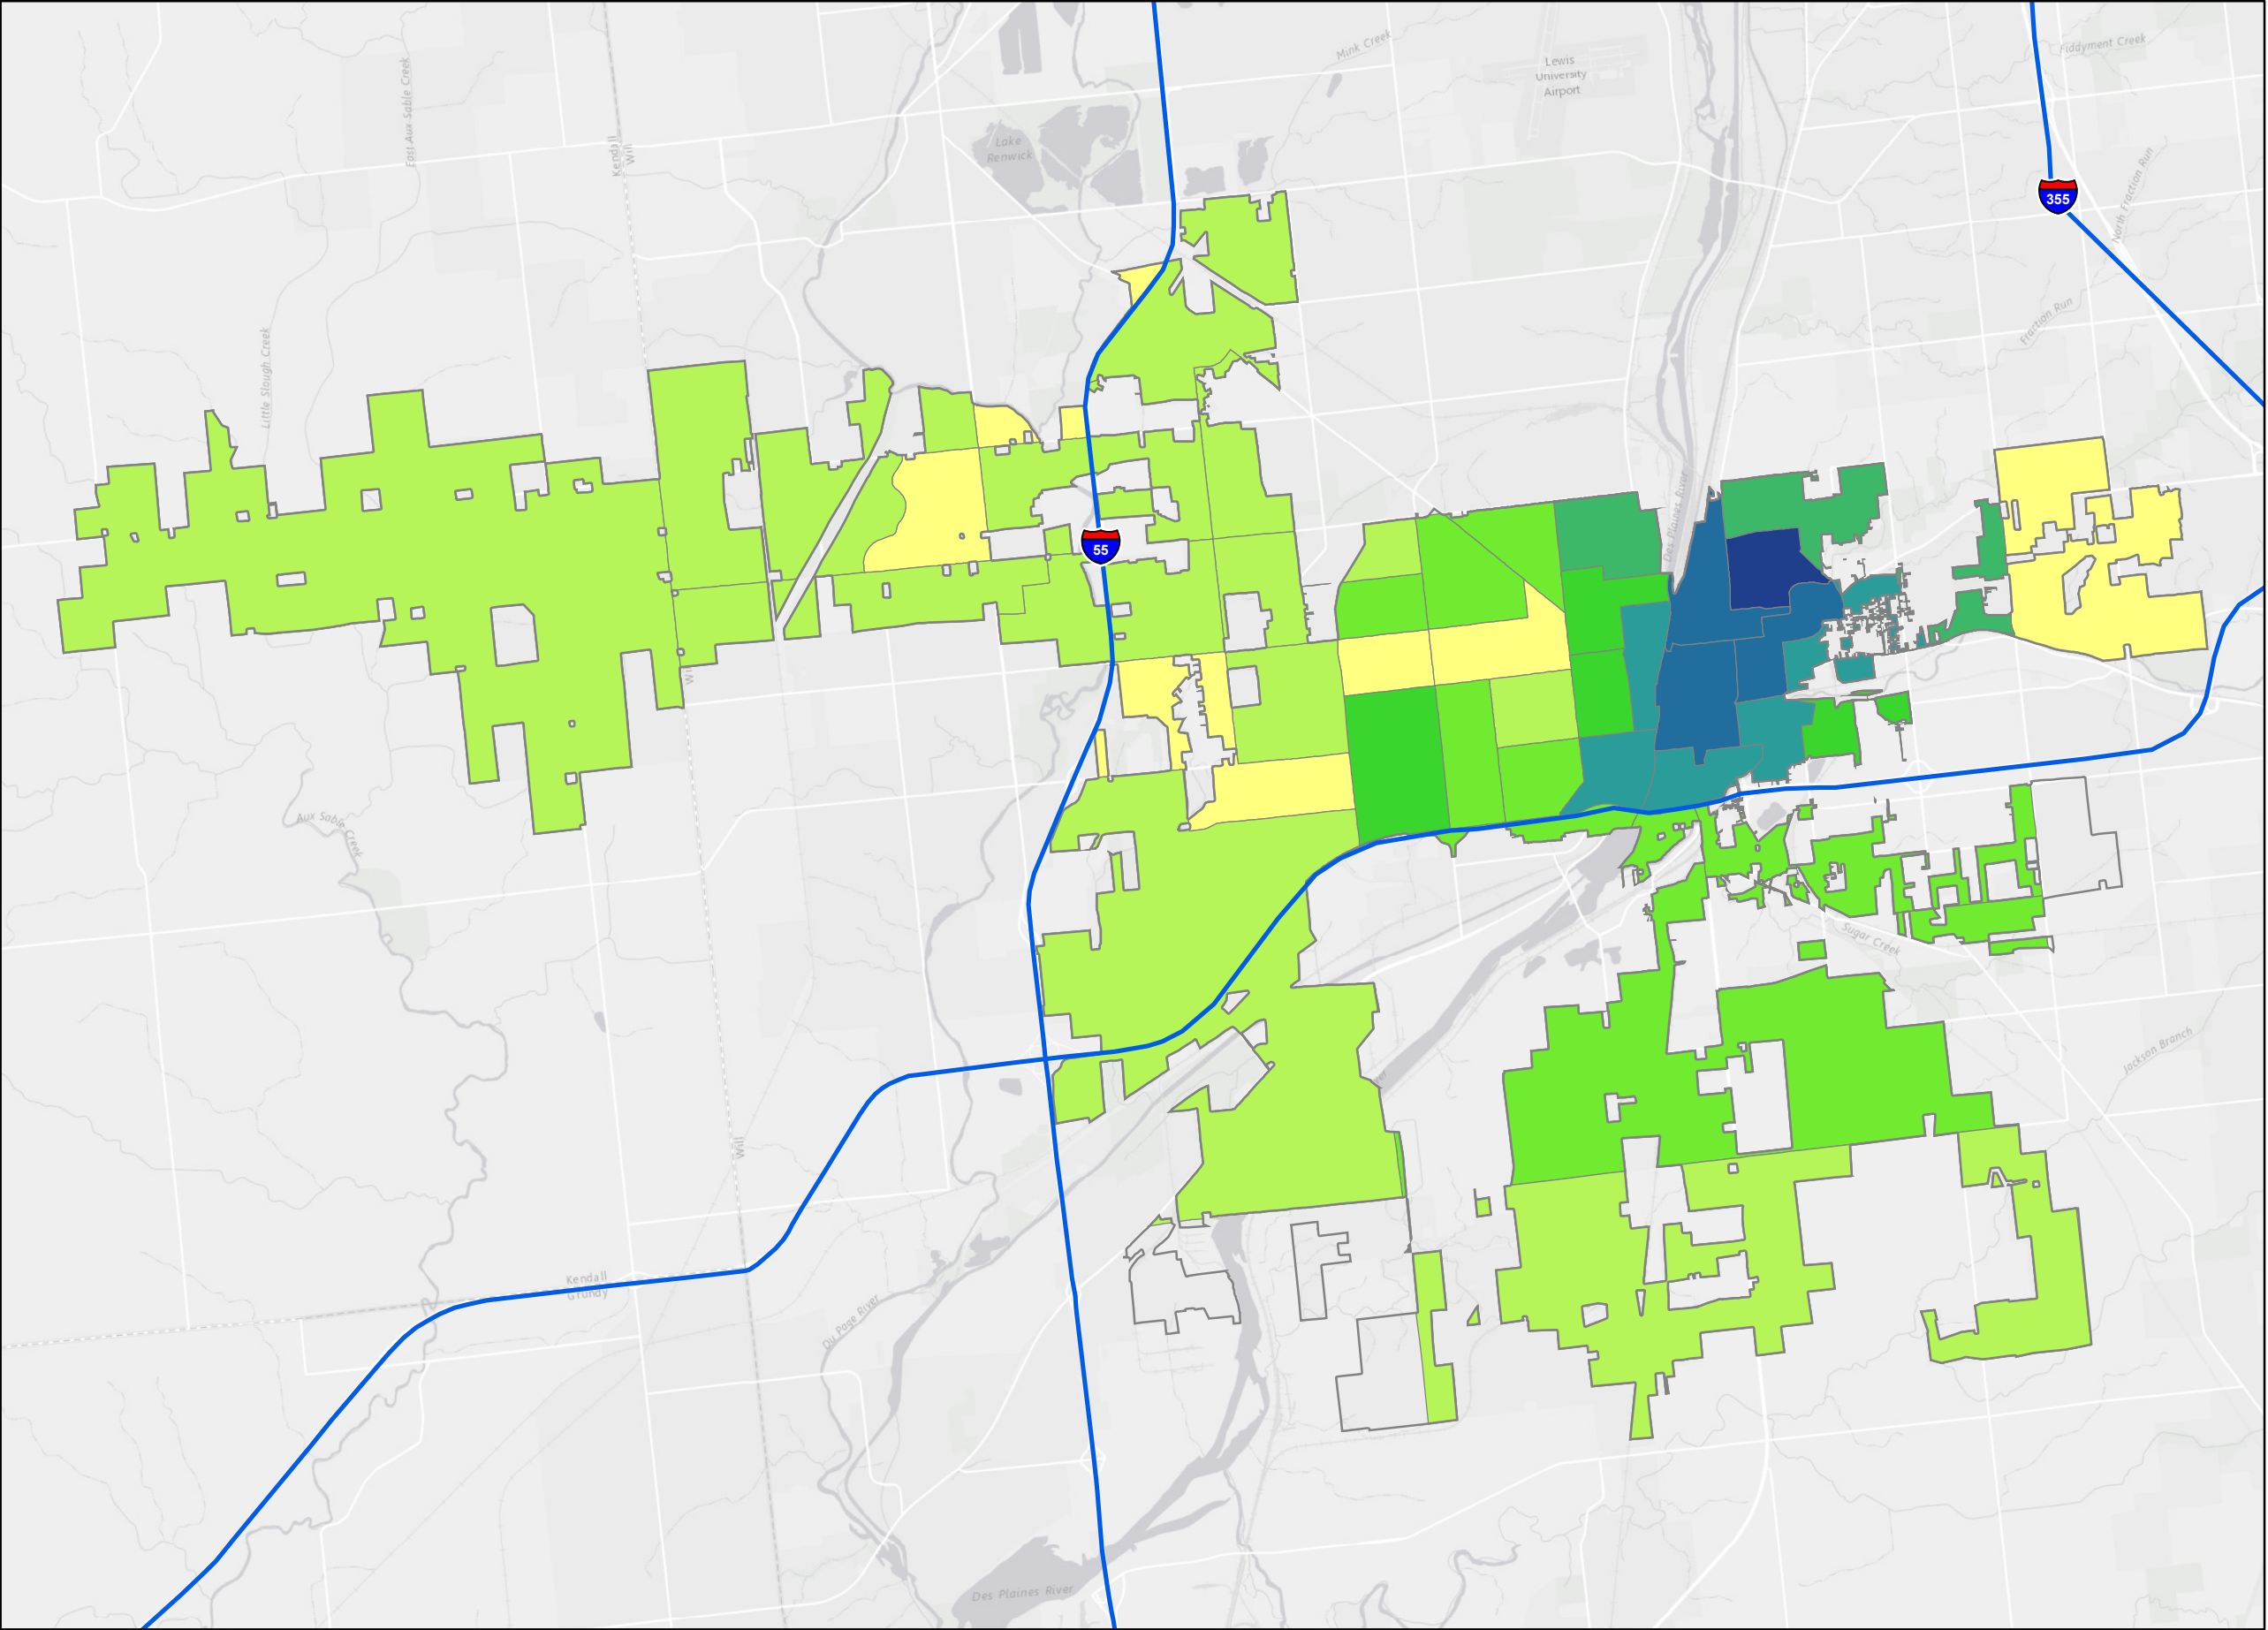 Mink Creek
Fiddyment Creek
Lewis
University
Airport
East Aux Sable Creek
Kendall
Will
Lake
Renwick
North Fraction Run
355
Fraction Run
Little Slough Creek
Des Plaines River
55
Will
Aux Sable Creek
Sugar Creek
Jackson Branch
Will
Kendall
Grundy
Du Page River
Des Plaines River